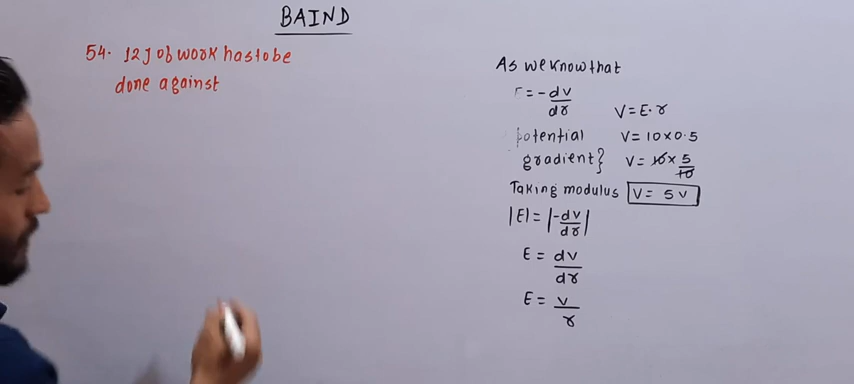 BAIND
54. 12 J of work has to be
done against
As we know that
E = -dv/dr
V = E.r
potential
gradient}
V = 10 x 0.5
V = 10 x 5/10
Taking modulus
V = 5 V
|E| = |-dv/dr|
E = dv/dr
E = v/r